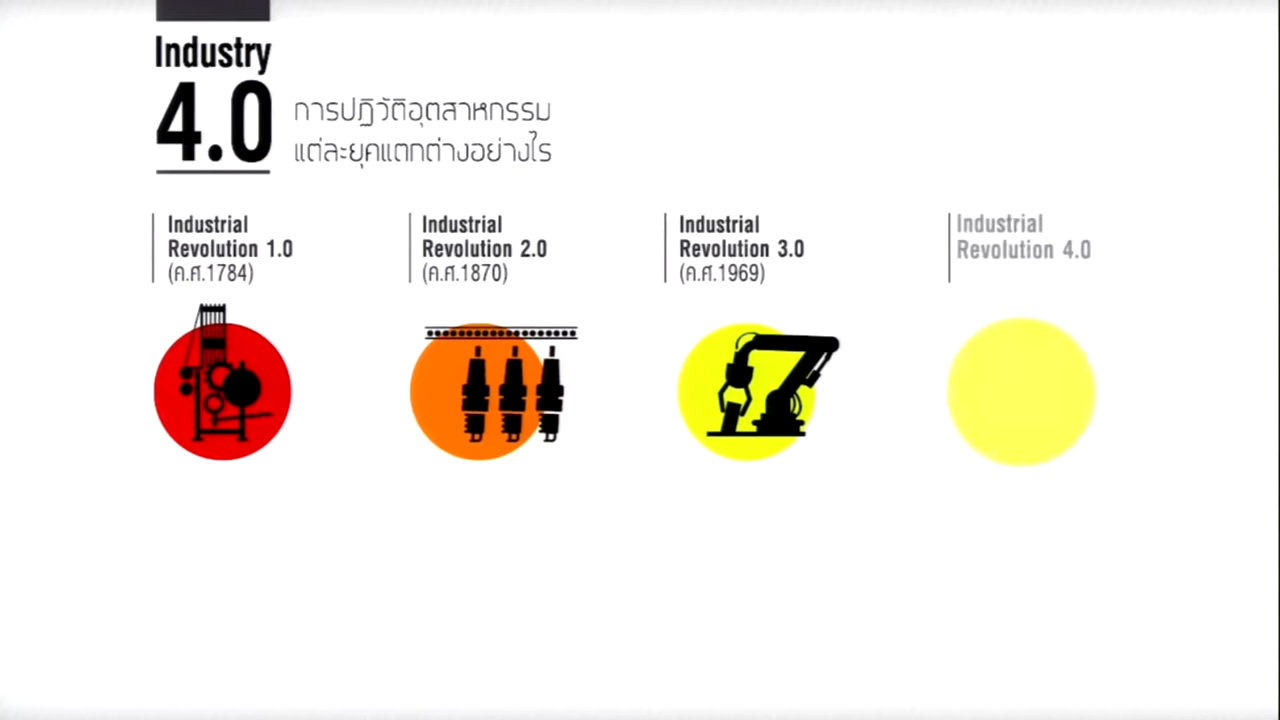 Industry
4.0
การปฏิวัติอุตสาหกรรม
แต่ละยุคแตกต่างอย่างไร
Industrial
Revolution 1.0
(ค.ศ.1784)
Industrial
Revolution 2.0
(ค.ศ.1870)
Industrial
Revolution 3.0
(ค.ศ.1969)
Industrial
Revolution 4.0